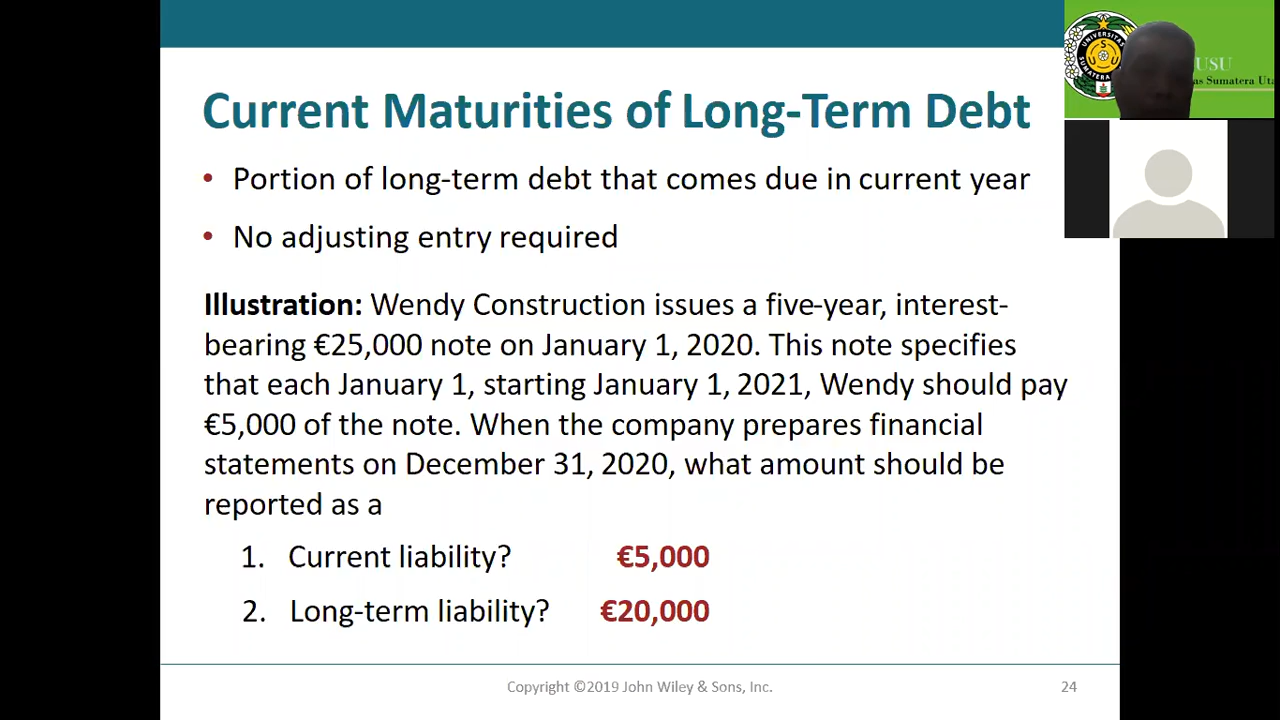 Current Maturities of Long-Term Debt
• Portion of long-term debt that comes due in current year
• No adjusting entry required
Illustration: Wendy Construction issues a five-year, interest-
bearing €25,000 note on January 1, 2020. This note specifies
that each January 1, starting January 1, 2021, Wendy should pay
€5,000 of the note. When the company prepares financial
statements on December 31, 2020, what amount should be
reported as a
1. Current liability? €5,000
2. Long-term liability? €20,000
Copyright ©2019 John Wiley & Sons, Inc.
24
USU
Sumatera Uta
UNIVERSITAS